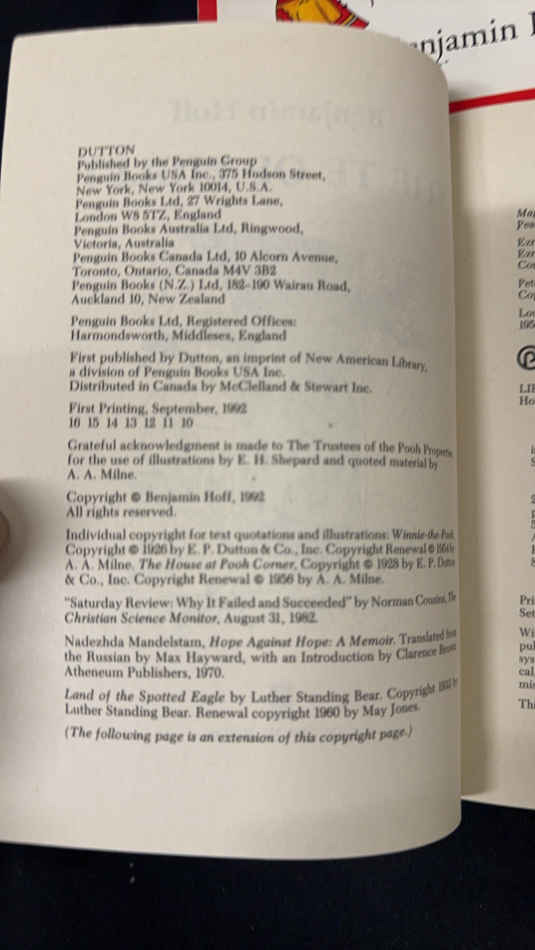 njamin
DUTTON
Published by the Penguin Group
Penguin Books USA Inc., 375 Hudson Street,
New York, New York 10014, U.S.A.
Penguin Books Ltd, 27 Wrights Lane,
London W8 5TZ, England
Penguin Books Australia Ltd, Ringwood,
Victoria, Australia
Penguin Books Canada Ltd, 10 Alcorn Avenue,
Toronto, Ontario, Canada M4V 3B2
Penguin Books (N.Z.) Ltd, 182–190 Wairau Road,
Auckland 10, New Zealand
Penguin Books Ltd, Registered Offices:
Harmondsworth, Middlesex, England
First published by Dutton, an imprint of New American Library,
a division of Penguin Books USA Inc.
Distributed in Canada by McClelland & Stewart Inc.
First Printing, September, 1992
16 15 14 13 12 11 10
Grateful acknowledgment is made to The Trustees of the Pooh Properties
for the use of illustrations by E. H. Shepard and quoted material by
A. A. Milne.
Copyright © Benjamin Hoff, 1992
All rights reserved.
Individual copyright for text quotations and illustrations: Winnie-the-Pooh,
Copyright © 1926 by E. P. Dutton & Co., Inc. Copyright Renewal © 1954 by
A. A. Milne. The House at Pooh Corner, Copyright © 1928 by E. P. Dutton
& Co., Inc. Copyright Renewal © 1956 by A. A. Milne.
"Saturday Review: Why It Failed and Succeeded" by Norman Cousins, The
Christian Science Monitor, August 31, 1982.
Nadezhda Mandelstam, Hope Against Hope: A Memoir. Translated from
the Russian by Max Hayward, with an Introduction by Clarence Brown
Atheneum Publishers, 1970.
Land of the Spotted Eagle by Luther Standing Bear. Copyright 1933 by
Luther Standing Bear. Renewal copyright 1960 by May Jones.
(The following page is an extension of this copyright page.)